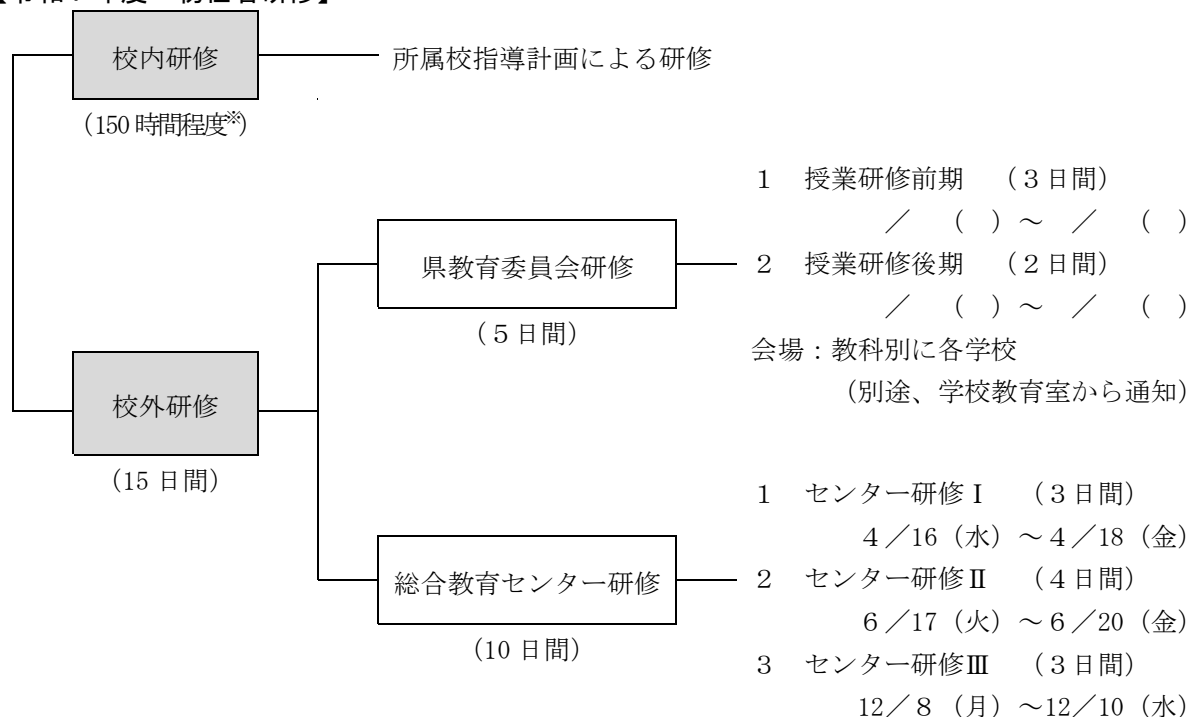 校内研修
所属校指導計画による研修
（150 時間程度※）
1　授業研修前期　（３日間）
／　（　）～　／　（　）
県教育委員会研修
2　授業研修後期　（２日間）
／　（　）～　／　（　）
（５日間）
会場：教科別に各学校
（別途、学校教育室から通知）
校外研修
（15 日間）
1　センター研修Ⅰ　（３日間）
４／16（水）～４／18（金）
総合教育センター研修
2　センター研修Ⅱ　（４日間）
６／17（火）～６／20（金）
（10 日間）
3　センター研修Ⅲ　（３日間）
12／８（月）～12／10（水）